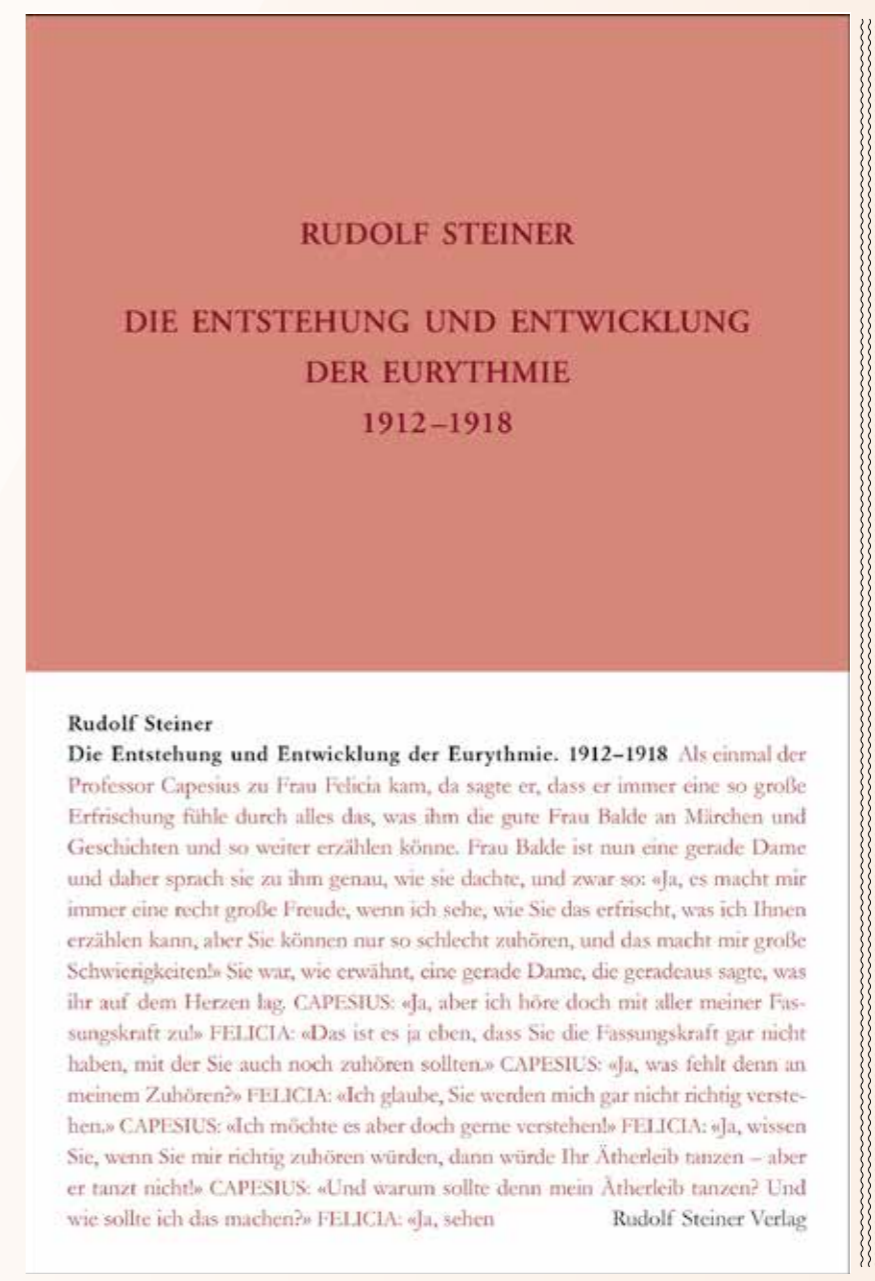 RUDOLF STEINER
DIE ENTSTEHUNG UND ENTWICKLUNG
DER EURYTHMIE
1912–1918
Rudolf Steiner
Die Entstehung und Entwicklung der Eurythmie. 1912–1918 Als einmal der
Professor Capesius zu Frau Felicia kam, da sagte er, dass er immer eine so große
Erfrischung fühle durch alles das, was ihm die gute Frau Balde an Märchen und
Geschichten und so weiter erzählen könne. Frau Balde ist nun eine gerade Dame
und daher sprach sie zu ihm genau, wie sie dachte, und zwar so: «Ja, es macht mir
immer eine recht große Freude, wenn ich sehe, wie Sie das erfrischt, was ich Ihnen
erzählen kann, aber Sie können nur so schlecht zuhören, und das macht mir große
Schwierigkeiten!» Sie war, wie erwähnt, eine gerade Dame, die geradeaus sagte, was
ihr auf dem Herzen lag. CAPESIUS: «Ja, aber ich höre doch mit aller meiner Fas-
sungskraft zu!» FELICIA: «Das ist es ja eben, dass Sie die Fassungskraft gar nicht
haben, mit der Sie auch noch zuhören sollten.» CAPESIUS: «Ja, was fehlt denn an
meinem Zuhören?» FELICIA: «Ich glaube, Sie werden mich gar nicht richtig verste-
hen.» CAPESIUS: «Ich möchte es aber doch gerne verstehen!» FELICIA: «Ja, wissen
Sie, wenn Sie mir richtig zuhören würden, dann würde Ihr Ätherleib tanzen – aber
er tanzt nicht!» CAPESIUS: «Und warum sollte denn mein Ätherleib tanzen? Und
wie sollte ich das machen?» FELICIA: «Ja, sehen Rudolf Steiner Verlag